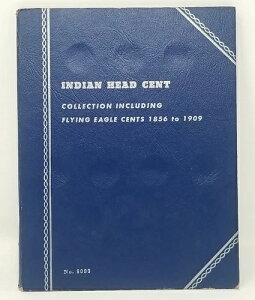 INDIAN HEAD CENT
COLLECTION INCLUDING
FLYING EAGLE CENTS 1856 to 1909
No. 9003